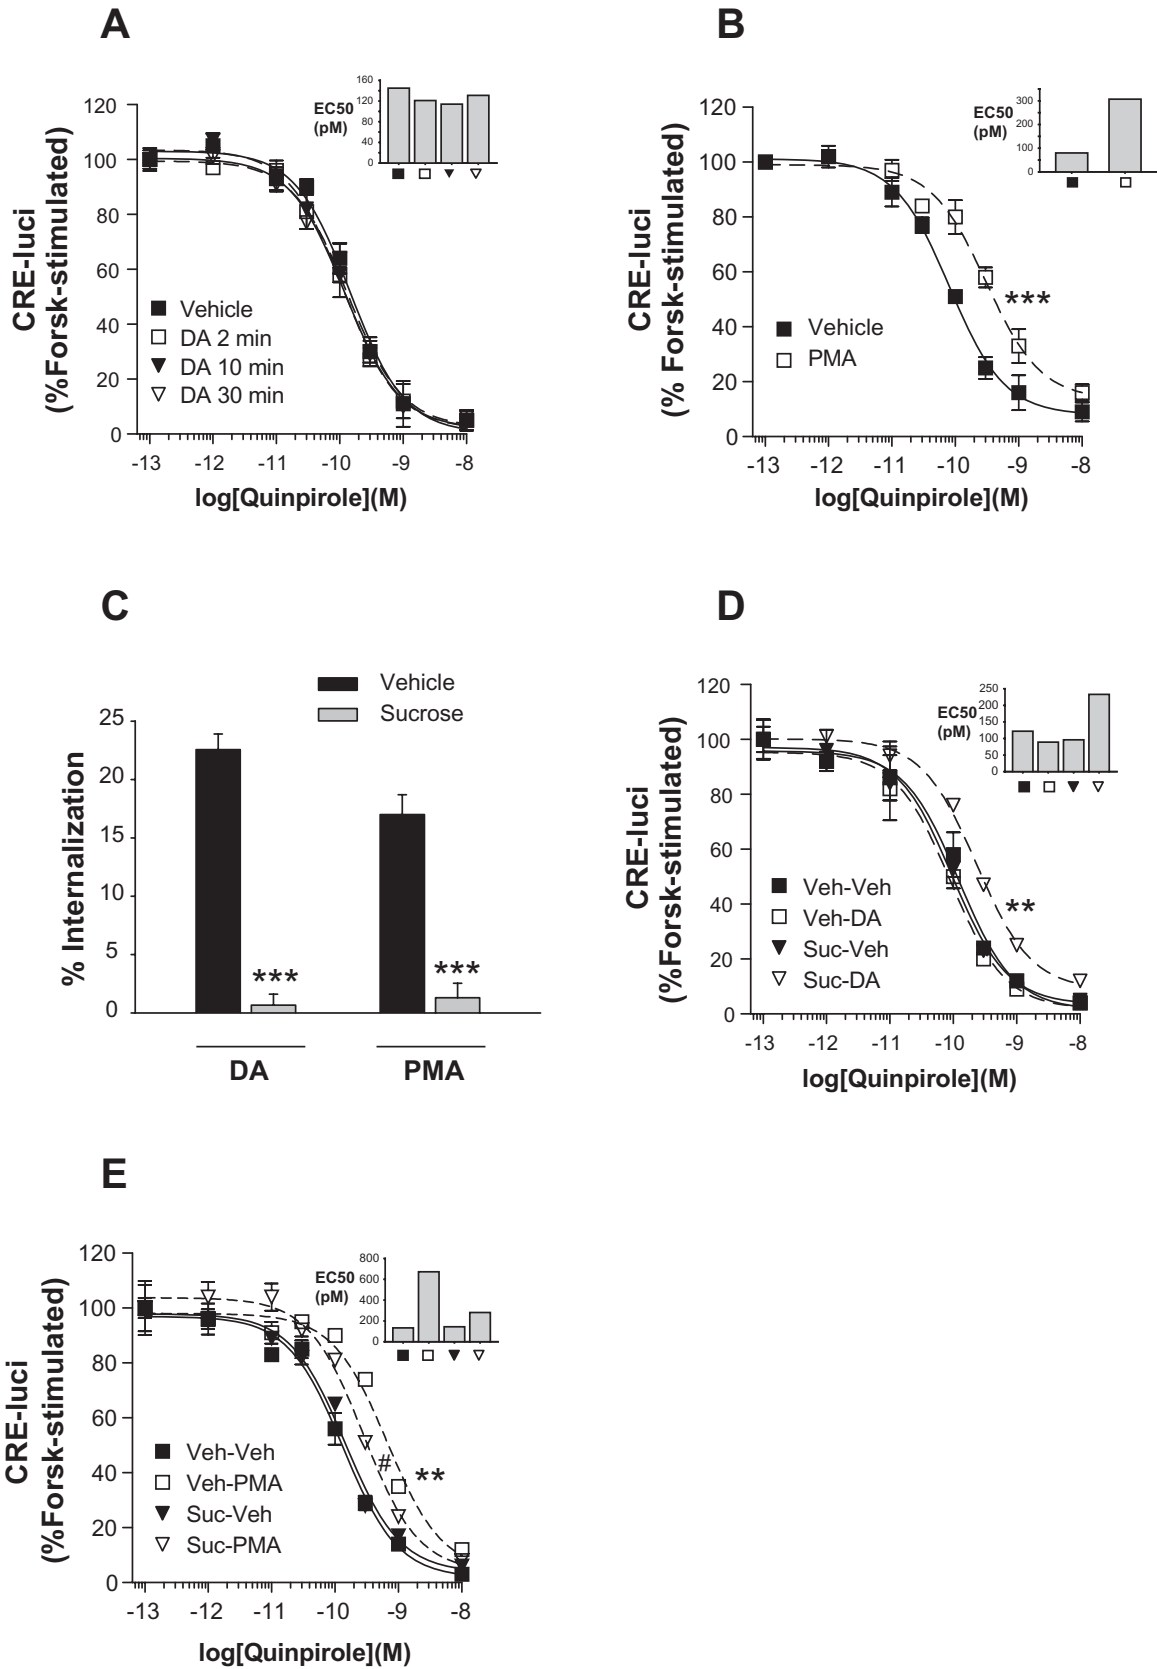 A
CRE-luci
(%Forsk-stimulated)
120
100
80
60
40
20
0
-13 -12 -11 -10 -9 -8
log[Quinpirole](M)
Vehicle
DA 2 min
DA 10 min
DA 30 min
EC50
(pM)
160
120
80
40
0
B
CRE-luci
(% Forsk-stimulated)
120
100
80
60
40
20
0
-13 -12 -11 -10 -9 -8
log[Quinpirole](M)
Vehicle
PMA
***
EC50
(pM)
300
200
100
0
C
% Internalization
25
20
15
10
5
0
Vehicle
Sucrose
*** ***
DA PMA
D
CRE-luci
(%Forsk-stimulated)
120
100
80
60
40
20
0
-13 -12 -11 -10 -9 -8
log[Quinpirole](M)
Veh-Veh
Veh-DA
Suc-Veh
Suc-DA
**
EC50
(pM)
250
200
150
100
50
0
E
CRE-luci
(%Forsk-stimulated)
120
100
80
60
40
20
0
-13 -12 -11 -10 -9 -8
log[Quinpirole](M)
Veh-Veh
Veh-PMA
Suc-Veh
Suc-PMA
# **
EC50
(pM)
800
600
400
200
0